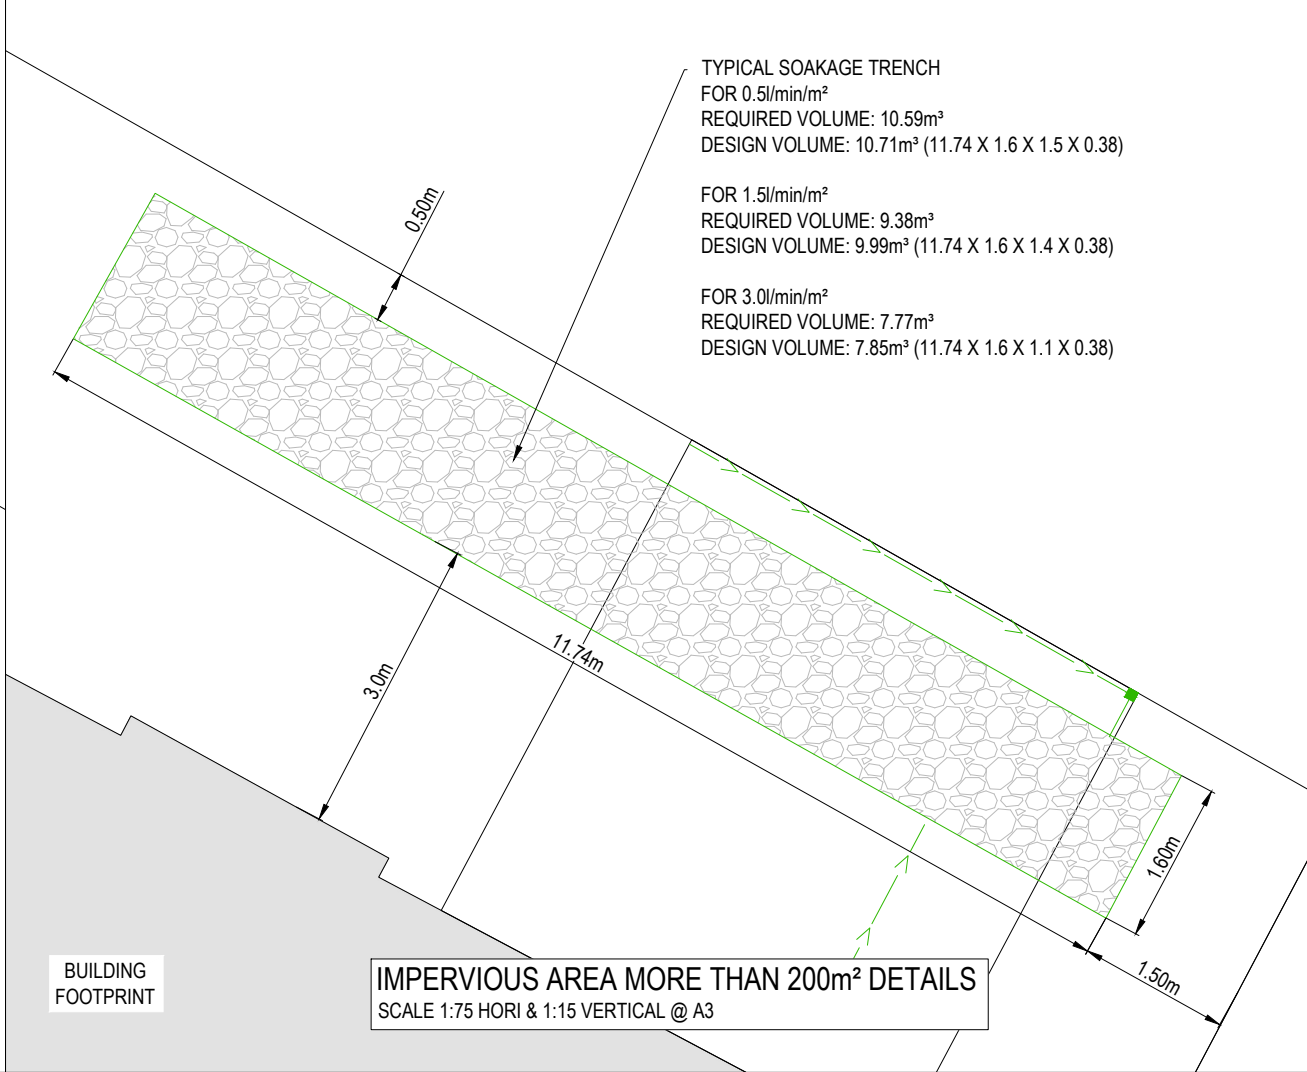 TYPICAL SOAKAGE TRENCH
FOR 0.5l/min/m²
REQUIRED VOLUME: 10.59m³
DESIGN VOLUME: 10.71m³ (11.74 X 1.6 X 1.5 X 0.38)
FOR 1.5l/min/m²
REQUIRED VOLUME: 9.38m³
DESIGN VOLUME: 9.99m³ (11.74 X 1.6 X 1.4 X 0.38)
FOR 3.0l/min/m²
REQUIRED VOLUME: 7.77m³
DESIGN VOLUME: 7.85m³ (11.74 X 1.6 X 1.1 X 0.38)
0.50m
11.74m
3.0m
1.60m
1.50m
BUILDING
FOOTPRINT
IMPERVIOUS AREA MORE THAN 200m² DETAILS
SCALE 1:75 HORI & 1:15 VERTICAL @ A3